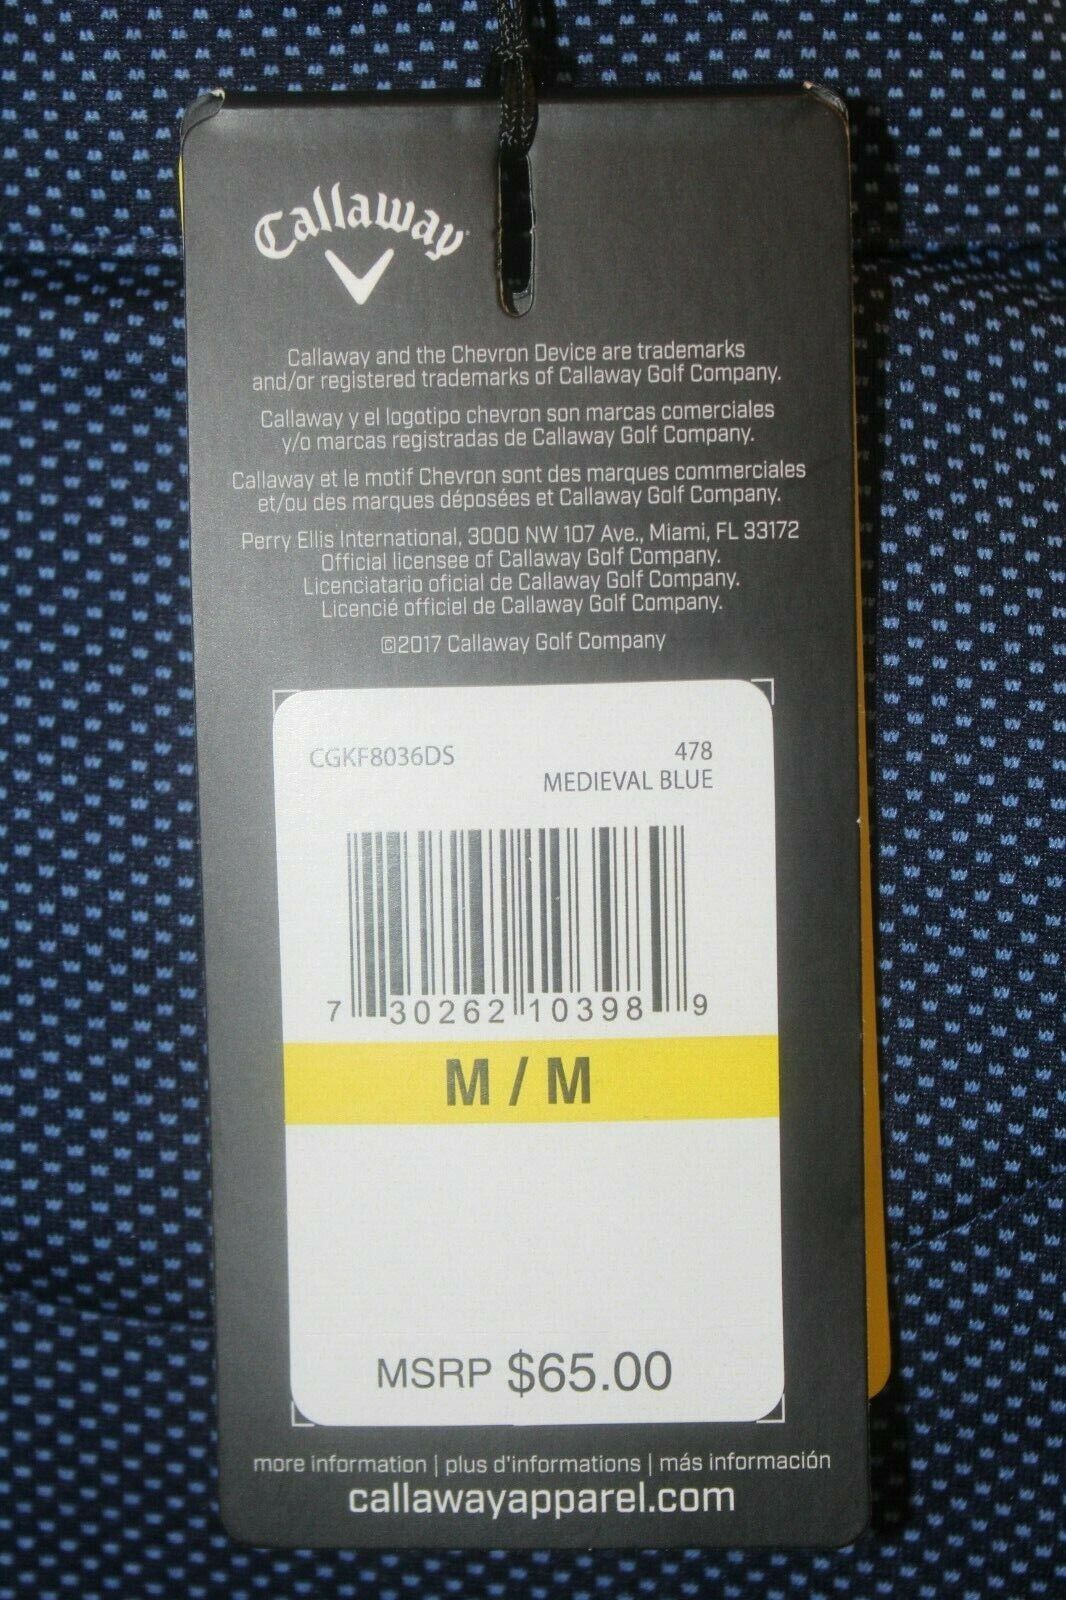 Callaway
Callaway and the Chevron Device are trademarks
and/or registered trademarks of Callaway Golf Company.
Callaway y el logotipo chevron son marcas comerciales
y/o marcas registradas de Callaway Golf Company.
Callaway et le motif Chevron sont des marques commerciales
et/ou des marques déposées et Callaway Golf Company.
Perry Ellis International, 3000 NW 107 Ave., Miami, FL 33172
Official licensee of Callaway Golf Company.
Licenciatario oficial de Callaway Golf Company.
Licencié officiel de Callaway Golf Company.
©2017 Callaway Golf Company
CGKF8036DS 478
MEDIEVAL BLUE
7 30262 10398 9
M / M
MSRP $65.00
more information | plus d'informations | más información
callawayapparel.com